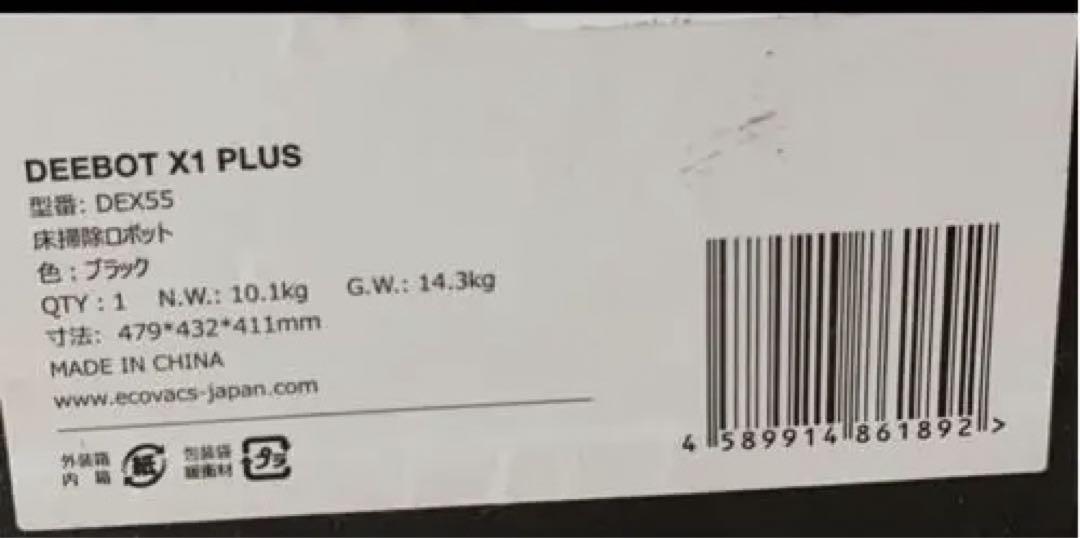 DEEBOT X1 PLUS
型番: DEX55
床掃除ロボット
色：ブラック
QTY：1 N.W.: 10.1kg G.W.: 14.3kg
寸法: 479*432*411mm
MADE IN CHINA
www.ecovacs-japan.com
外装箱
内 箱
紙
包装袋
緩衝材
プラ
4 589914 861892 >